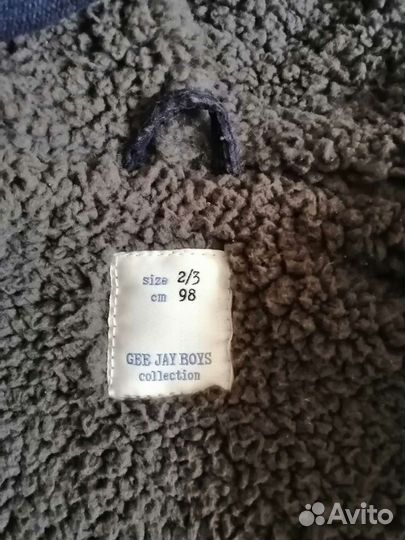 size 2/3
cm 98
GEE JAY BOYS
collection
Avito